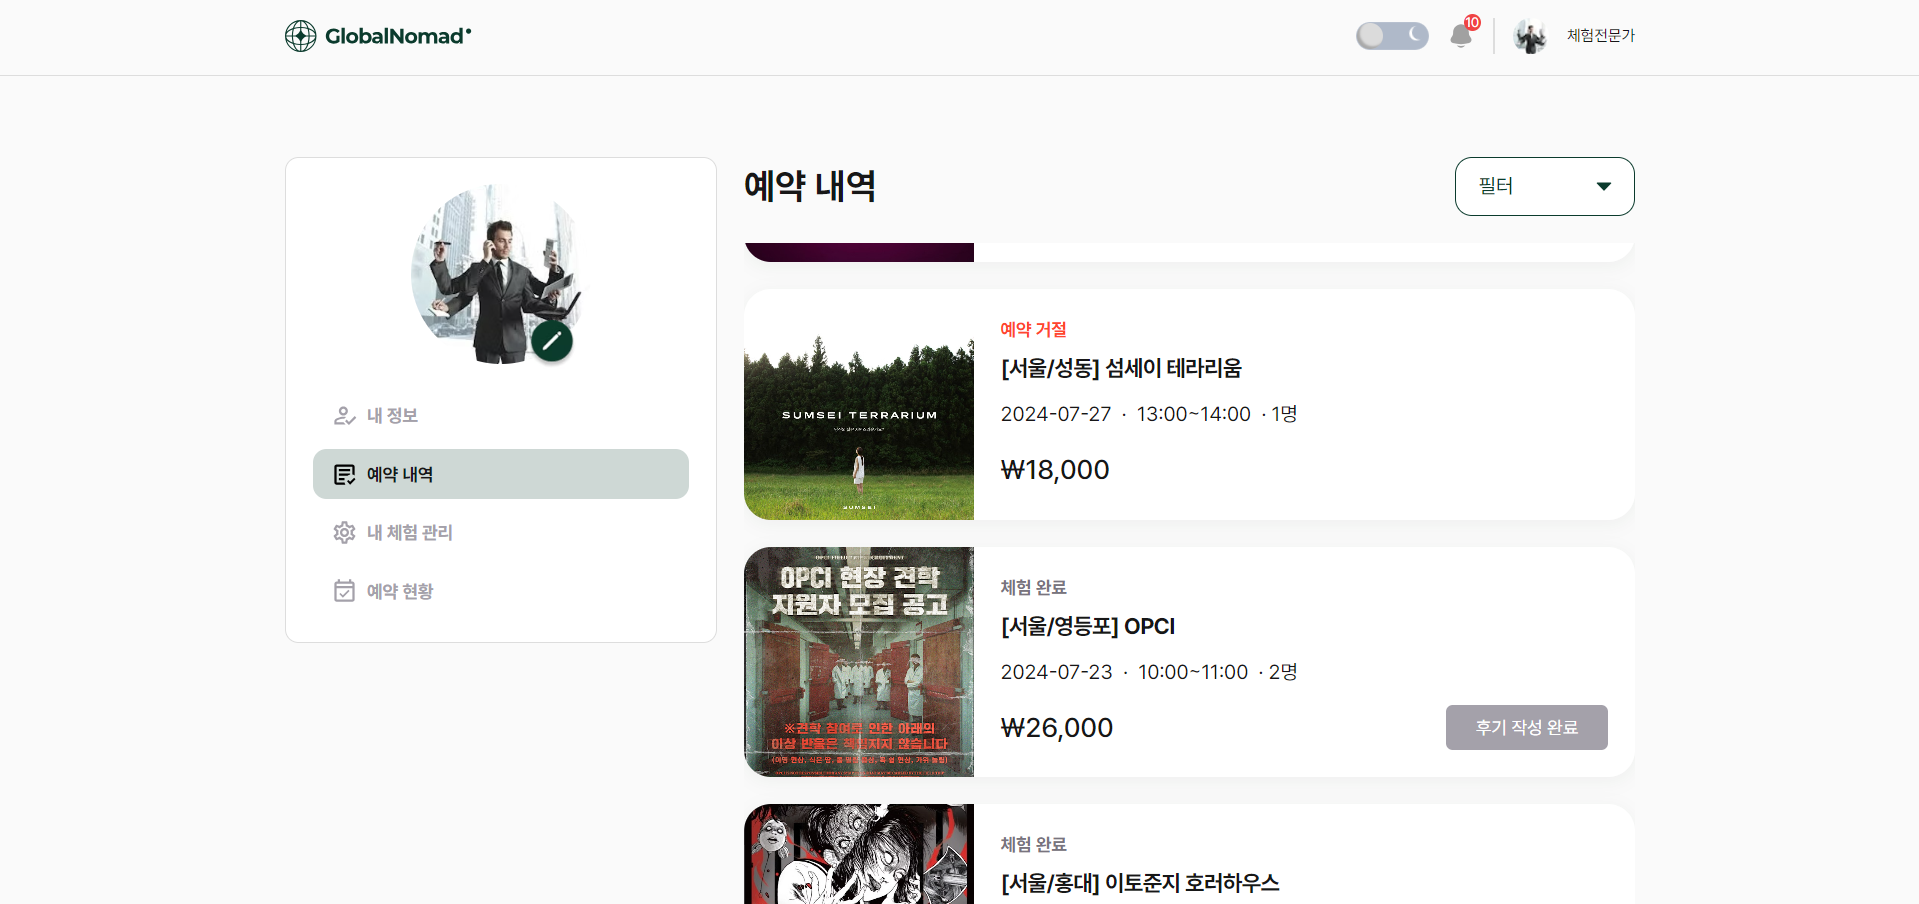 GlobalNomad
10
체험전문가
예약 내역
필터
내 정보
예약 내역
내 체험 관리
예약 현황
예약 거절
[서울/성동] 섬세이 테라리움
2024-07-27 · 13:00~14:00 · 1명
₩18,000
SUMSEI TERRARIUM
SUMSEI
체험 완료
[서울/영등포] OPCI
2024-07-23 · 10:00~11:00 · 2명
₩26,000
후기 작성 완료
OPCI 현장 견학
지원자 모집 공고
※견학 참여로 인한 아래의
이상 반응은 책임지지 않습니다
체험 완료
[서울/홍대] 이토준지 호러하우스